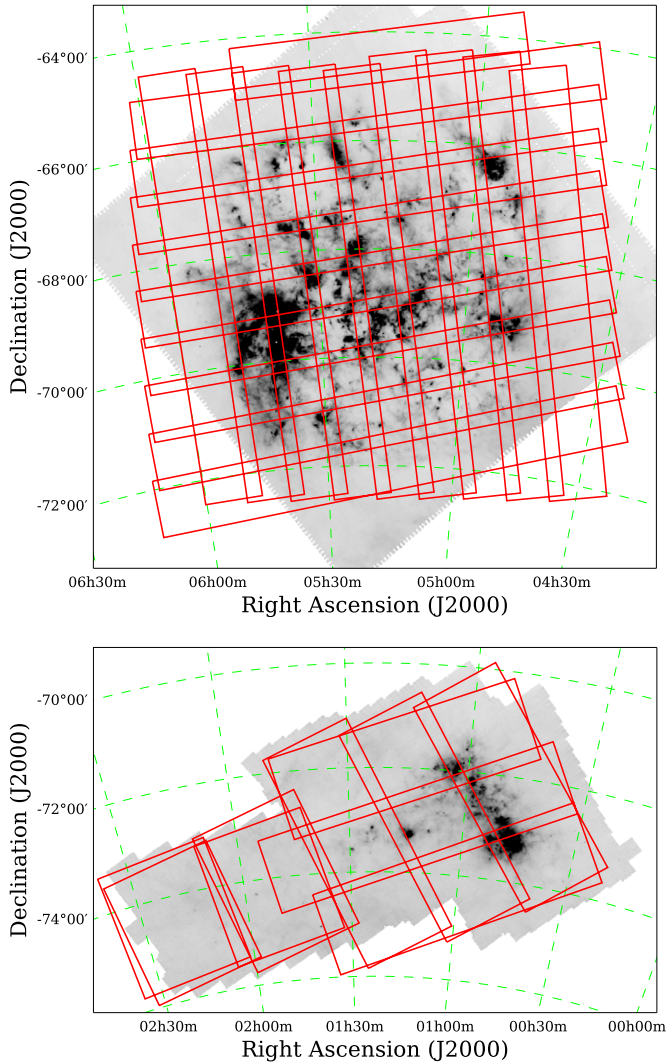 -64°00′
-66°00′
-68°00′
-70°00′
-72°00′
Declination (J2000)
06h30m 06h00m 05h30m 05h00m 04h30m
Right Ascension (J2000)
-70°00′
-72°00′
-74°00′
Declination (J2000)
02h30m 02h00m 01h30m 01h00m 00h30m 00h00m
Right Ascension (J2000)